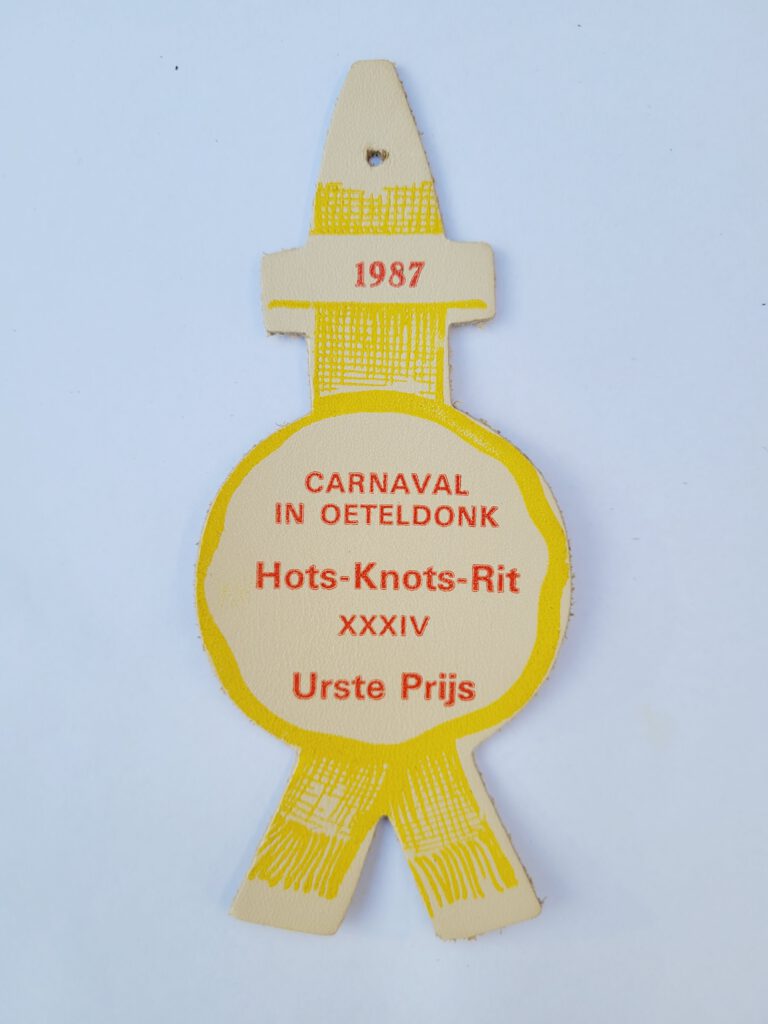 1987
CARNAVAL
IN OETELDONK
Hots-Knots-Rit
XXXIV
Urste Prijs